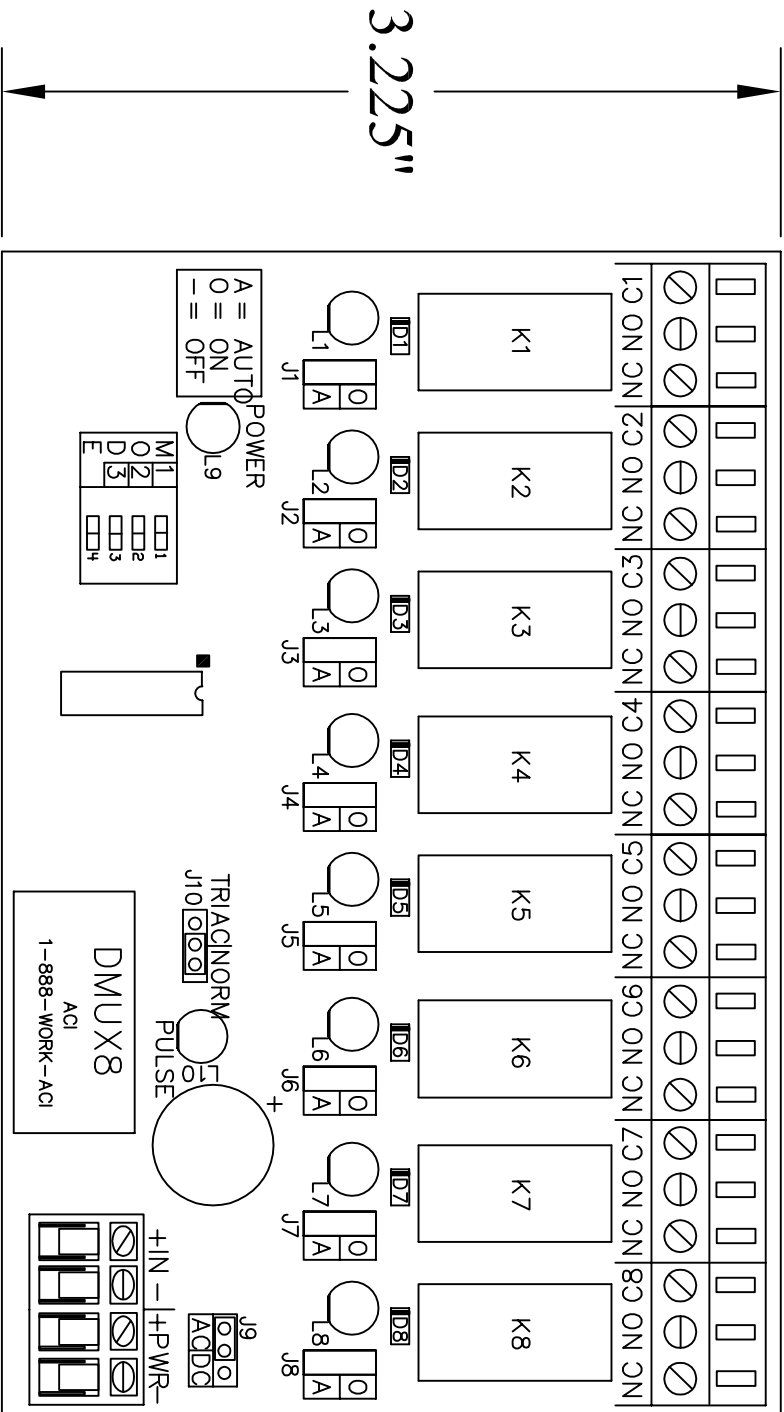 3.225"
C1 NO NC C2 NO NC C3 NO NC C4 NO NC C5 NO NC C6 NO NC C7 NO NC C8 NO NC
K1 K2 K3 K4 K5 K6 K7 K8
D1 D2 D3 D4 D5 D6 D7 D8
L1 L2 L3 L4 L5 L6 L7 L8
O O O O O O O O
A A A A A A A A
J1 J2 J3 J4 J5 J6 J7 J8
A = AUTO
O = ON
– = OFF
POWER
L9
M 1
O 2
D 3
E
1
2
3
4
TRIAC NORM
J10
L10
PULSE
+
J9
AC DC
+IN – +PWR–
DMUX8
ACI
1–888–WORK–ACI